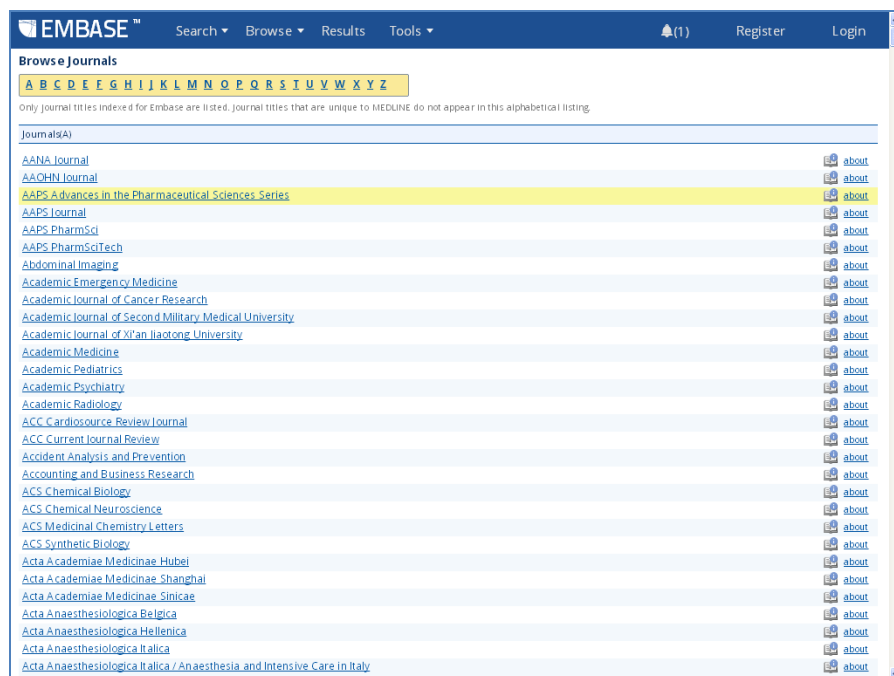 EMBASE™ Search Browse Results Tools (1) Register Login
Browse Journals
A B C D E F G H I J K L M N O P Q R S T U V W X Y Z
Only journal titles indexed for Embase are listed. Journal titles that are unique to MEDLINE do not appear in this alphabetical listing.
Journals(A)
AANA Journal about
AAOHN Journal about
AAPS Advances in the Pharmaceutical Sciences Series about
AAPS Journal about
AAPS PharmSci about
AAPS PharmSciTech about
Abdominal Imaging about
Academic Emergency Medicine about
Academic Journal of Cancer Research about
Academic Journal of Second Military Medical University about
Academic Journal of Xi'an Jiaotong University about
Academic Medicine about
Academic Pediatrics about
Academic Psychiatry about
Academic Radiology about
ACC Cardiosource Review Journal about
ACC Current Journal Review about
Accident Analysis and Prevention about
Accounting and Business Research about
ACS Chemical Biology about
ACS Chemical Neuroscience about
ACS Medicinal Chemistry Letters about
ACS Synthetic Biology about
Acta Academiae Medicinae Hubei about
Acta Academiae Medicinae Shanghai about
Acta Academiae Medicinae Sinicae about
Acta Anaesthesiologica Belgica about
Acta Anaesthesiologica Hellenica about
Acta Anaesthesiologica Italica about
Acta Anaesthesiologica Italica / Anaesthesia and Intensive Care in Italy about